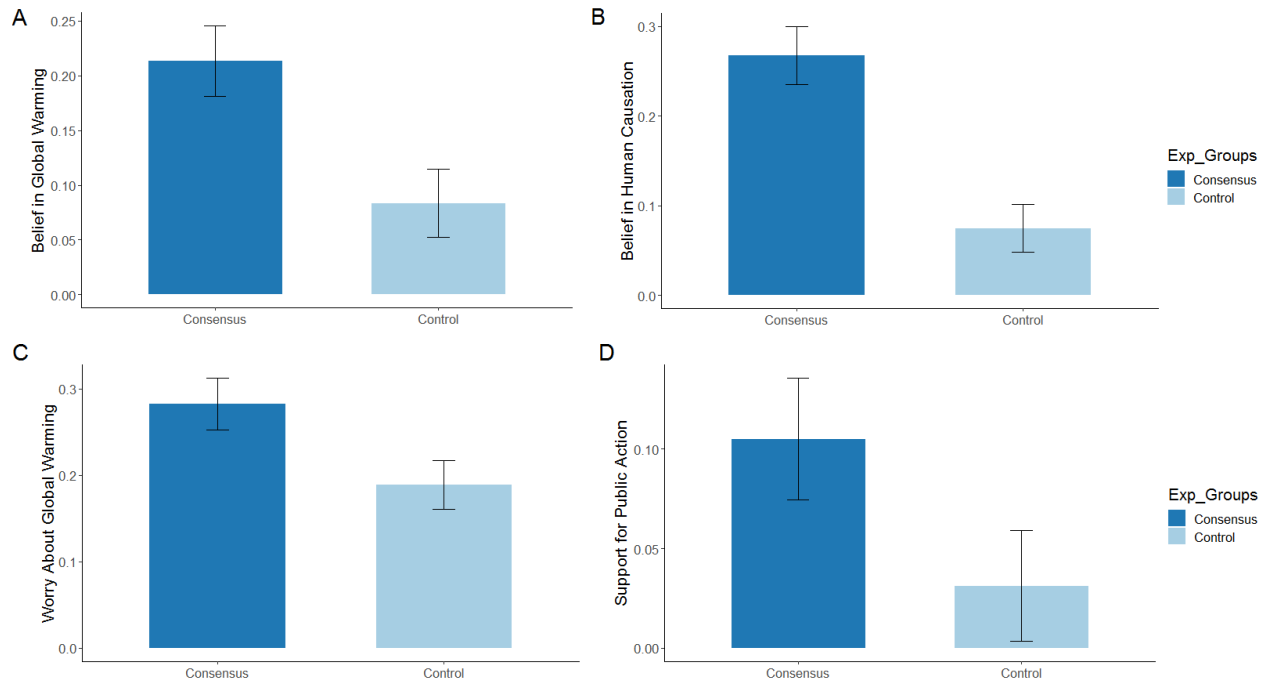 A
Belief in Global Warming
0.25
0.20
0.15
0.10
0.05
0.00
Consensus
Control
B
Belief in Human Causation
0.3
0.2
0.1
0.0
Consensus
Control
Exp_Groups
Consensus
Control
C
Worry About Global Warming
0.3
0.2
0.1
0.0
Consensus
Control
D
Support for Public Action
0.10
0.05
0.00
Consensus
Control
Exp_Groups
Consensus
Control